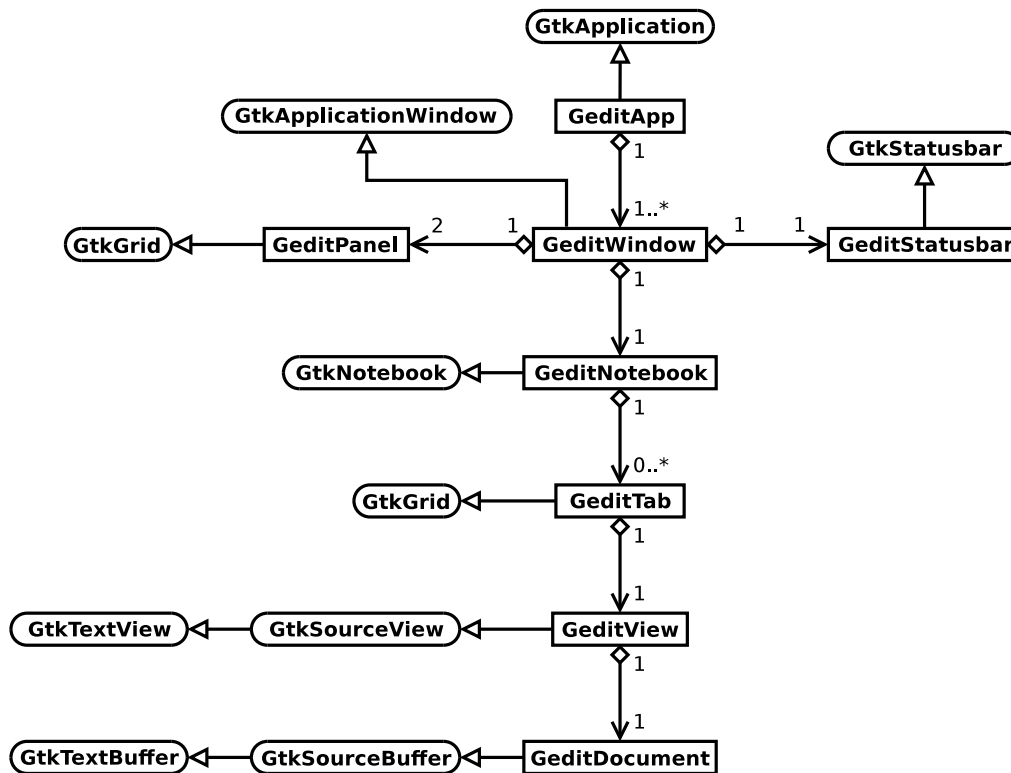 GtkApplication
GtkApplicationWindow
GeditApp
GtkStatusbar
1
1..*
GtkGrid
GeditPanel
2
1
GeditWindow
1
1
GeditStatusbar
1
1
GtkNotebook
GeditNotebook
1
0..*
GtkGrid
GeditTab
1
1
GtkTextView
GtkSourceView
GeditView
1
1
GtkTextBuffer
GtkSourceBuffer
GeditDocument